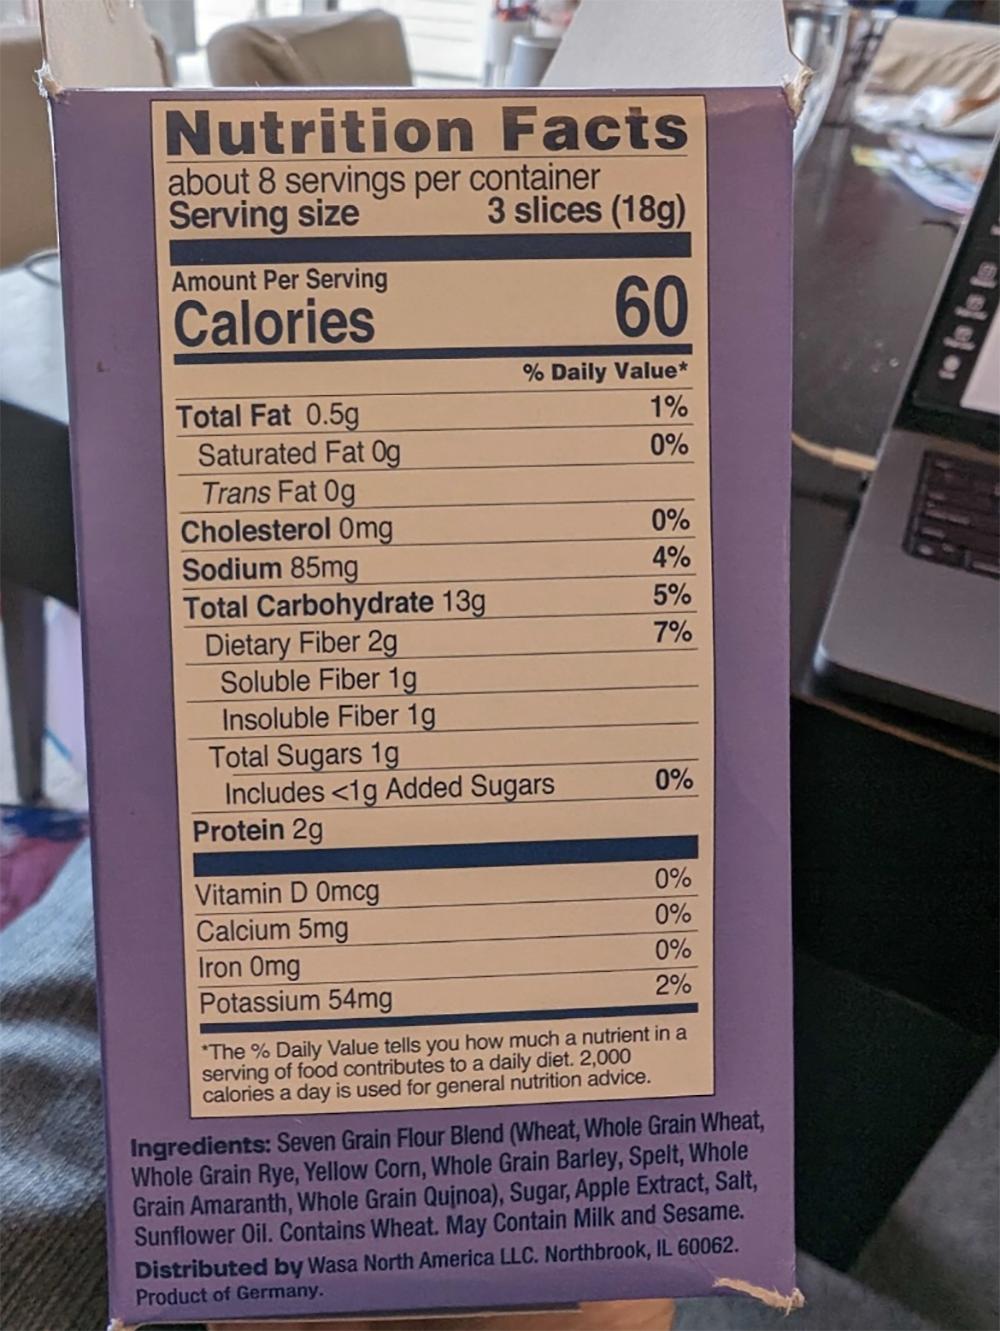 Nutrition Facts
about 8 servings per container
Serving size 3 slices (18g)
Amount Per Serving
Calories 60
% Daily Value*
Total Fat 0.5g 1%
Saturated Fat 0g 0%
Trans Fat 0g
Cholesterol 0mg 0%
Sodium 85mg 4%
Total Carbohydrate 13g 5%
Dietary Fiber 2g 7%
Soluble Fiber 1g
Insoluble Fiber 1g
Total Sugars 1g
Includes <1g Added Sugars 0%
Protein 2g
Vitamin D 0mcg 0%
Calcium 5mg 0%
Iron 0mg 0%
Potassium 54mg 2%
*The % Daily Value tells you how much a nutrient in a
serving of food contributes to a daily diet. 2,000
calories a day is used for general nutrition advice.
Ingredients: Seven Grain Flour Blend (Wheat, Whole Grain Wheat,
Whole Grain Rye, Yellow Corn, Whole Grain Barley, Spelt, Whole
Grain Amaranth, Whole Grain Quinoa), Sugar, Apple Extract, Salt,
Sunflower Oil. Contains Wheat. May Contain Milk and Sesame.
Distributed by Wasa North America LLC. Northbrook, IL 60062.
Product of Germany.